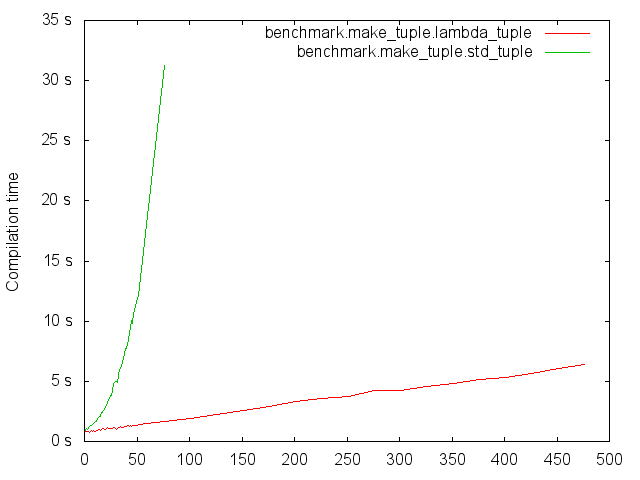 benchmark.make_tuple.lambda_tuple
benchmark.make_tuple.std_tuple
Compilation time
35 s
30 s
25 s
20 s
15 s
10 s
5 s
0 s
0 50 100 150 200 250 300 350 400 450 500